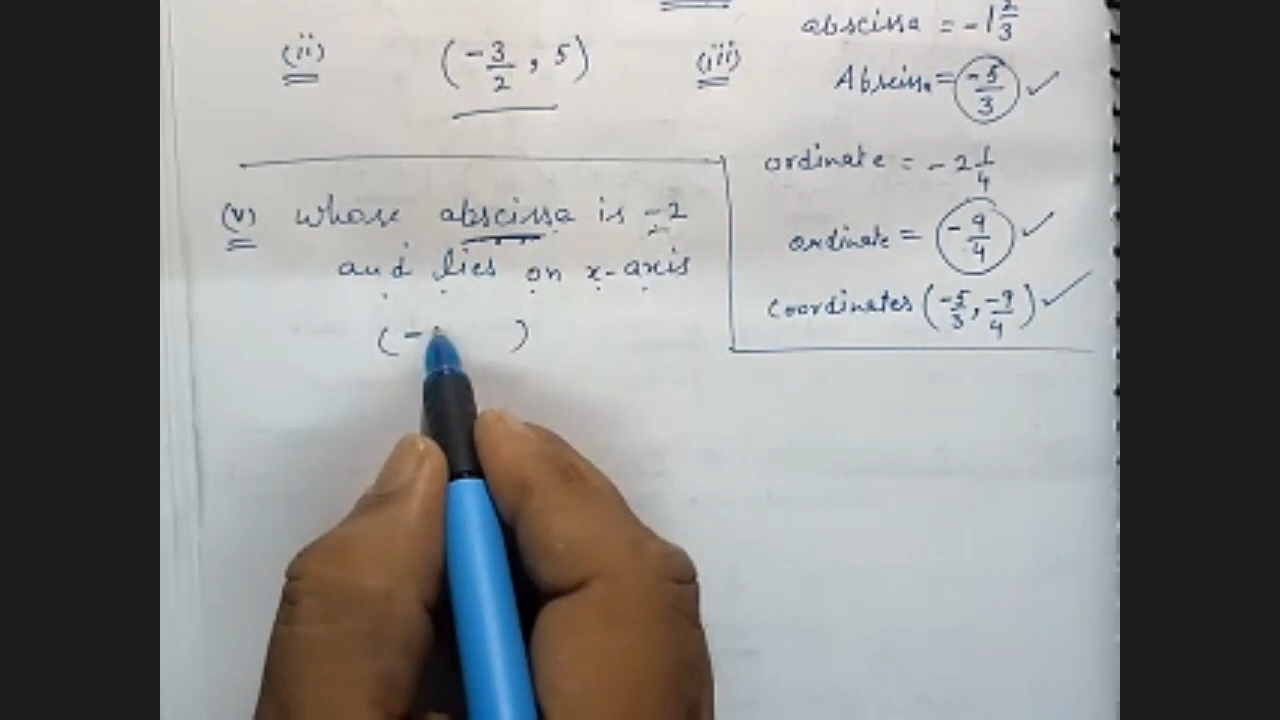 (ii) (-3/2, 5)
(iii) abscissa = -1 2/3
Abscissa = -5/3 ✓
ordinate = -2 1/4
ordinate = -9/4 ✓
coordinates (-5/3, -9/4) ✓
(v) whose abscissa is -2
and lies on x-axis
(- )